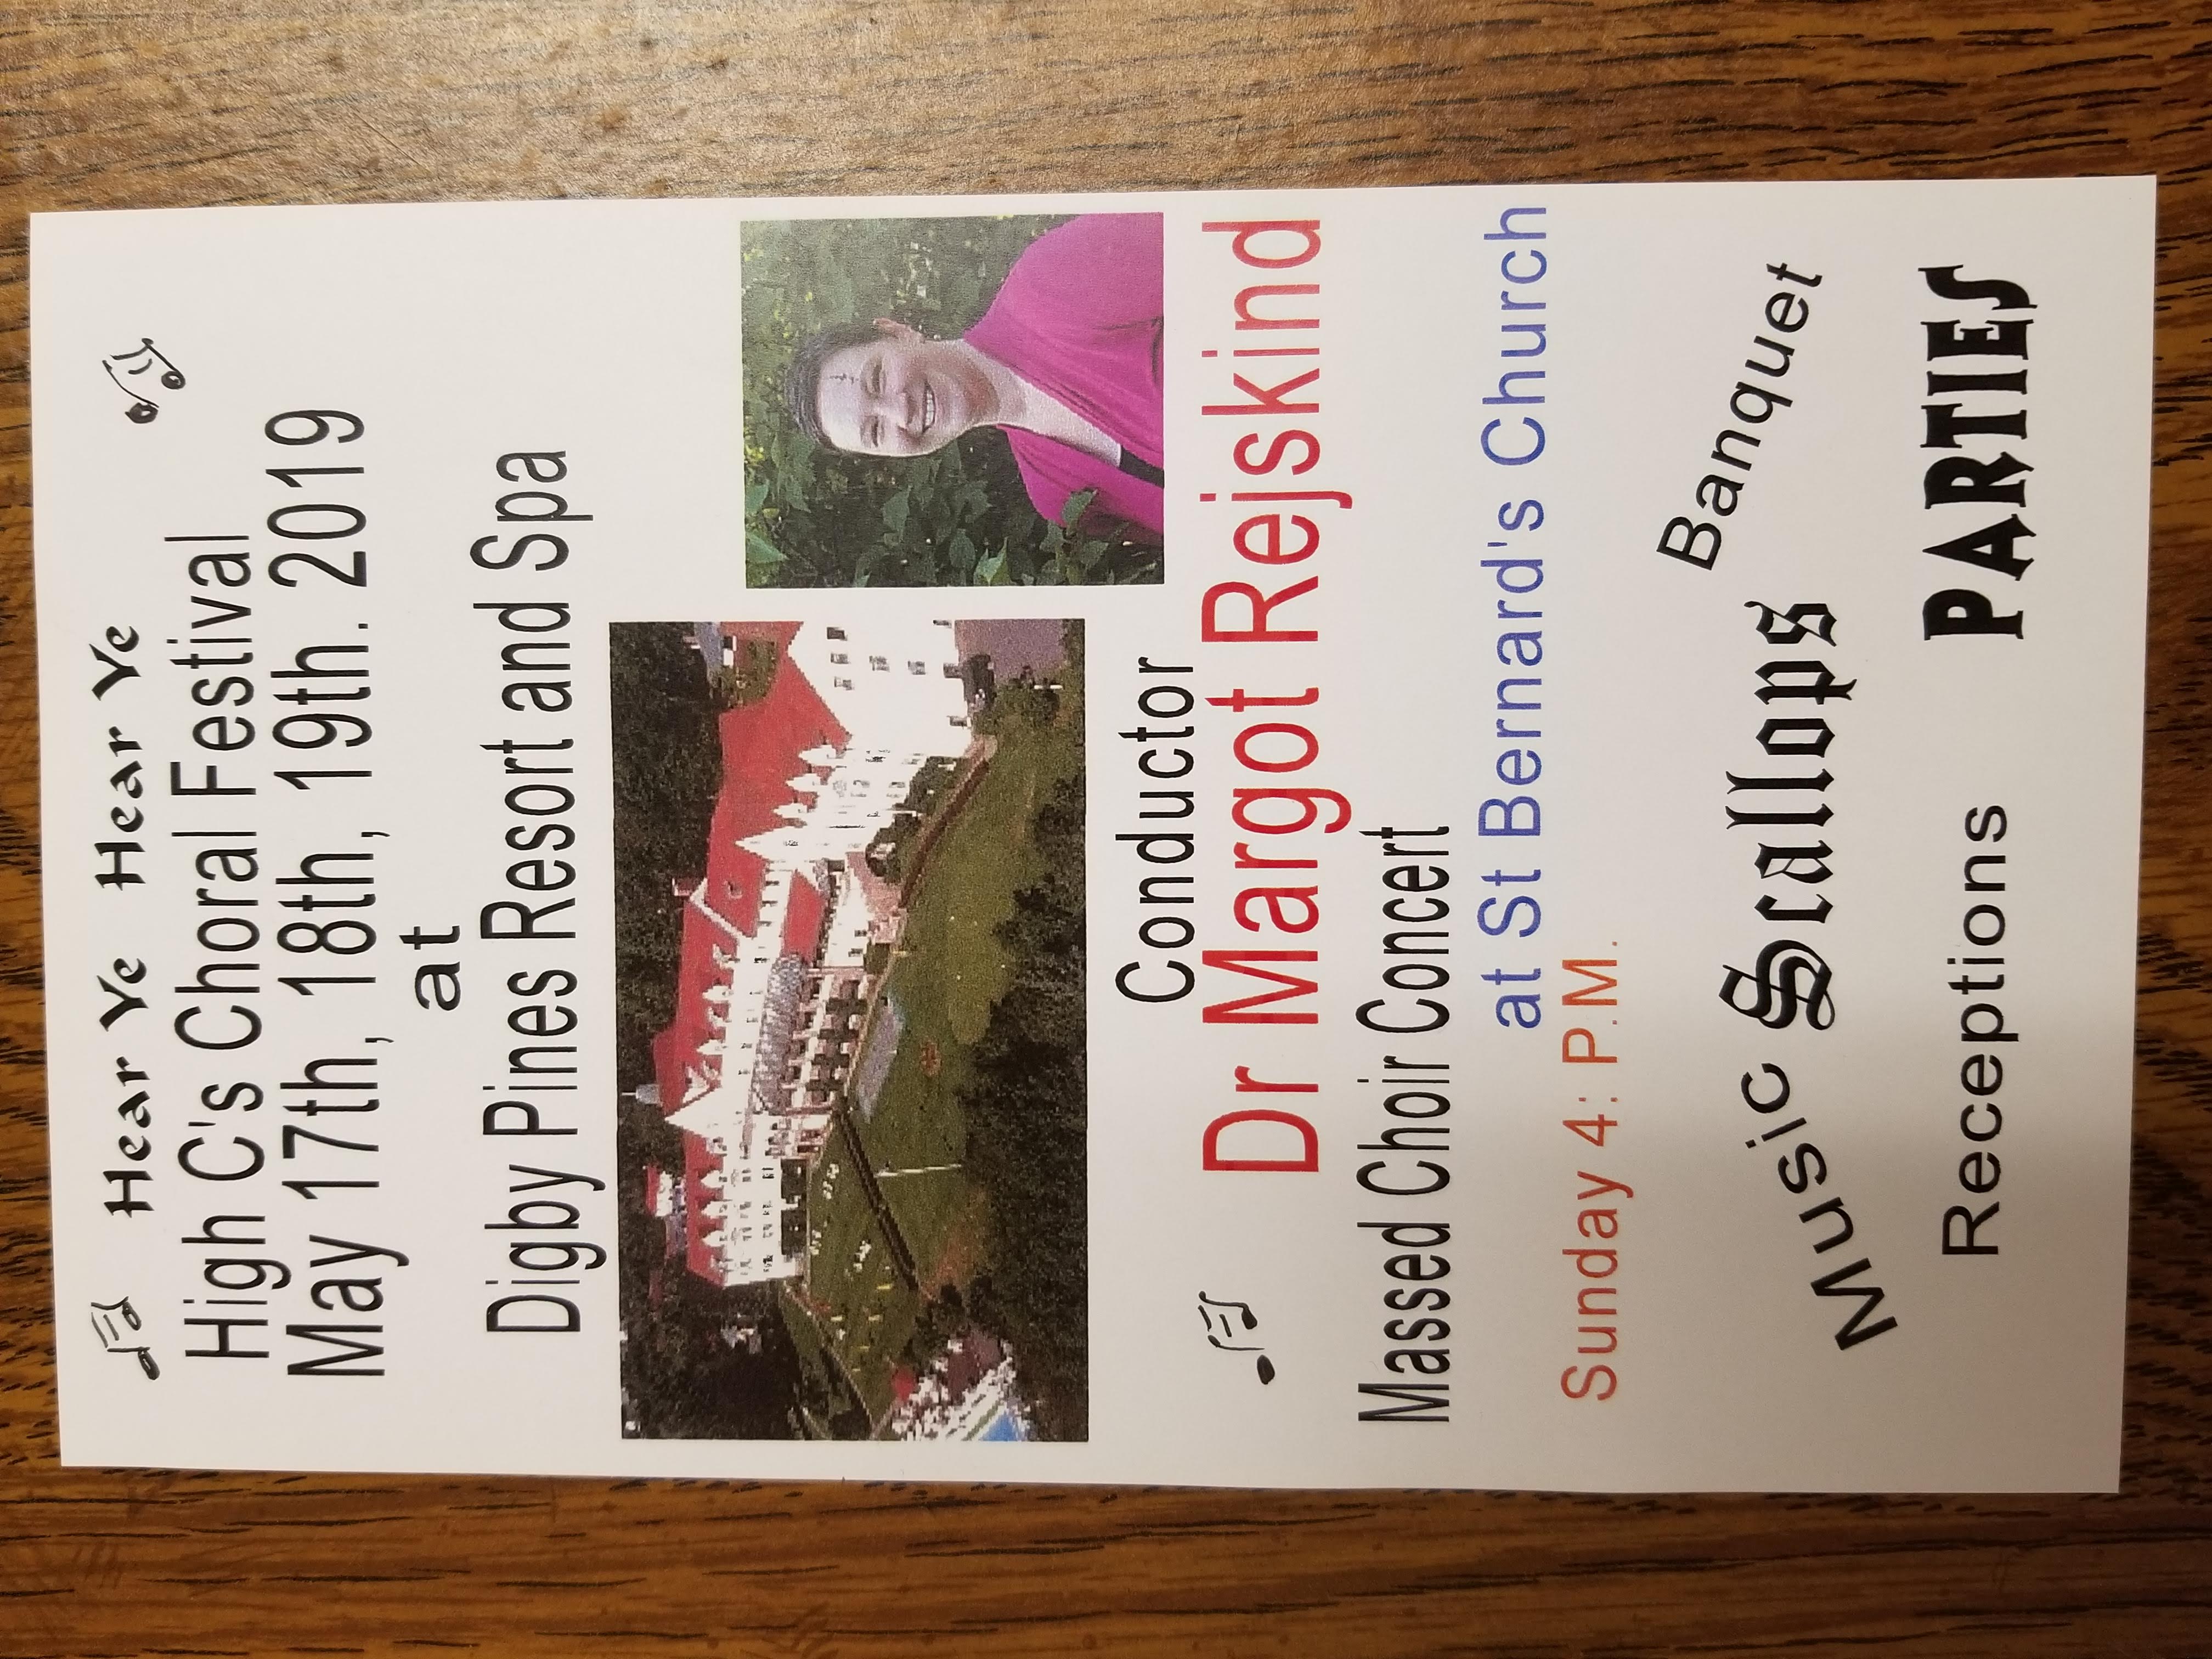 Hear Ye Hear Ye
High C's Choral Festival
May 17th, 18th, 19th. 2019
at
Digby Pines Resort and Spa
Conductor
Dr Margot Rejskind
Massed Choir Concert
at St Bernard's Church
Sunday 4: P.M.
Music Scallops Banquet
Receptions PARTIES